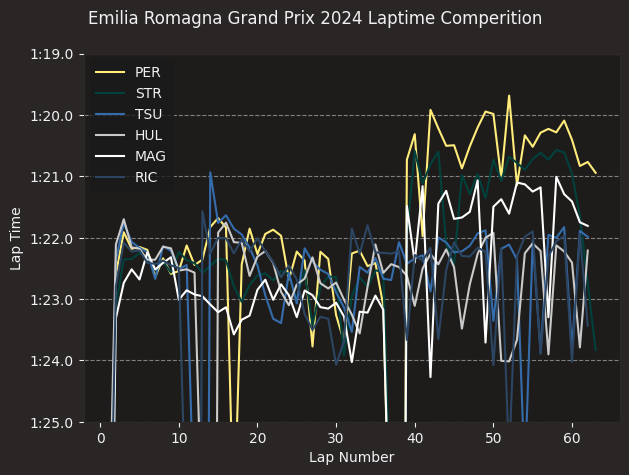 Emilia Romagna Grand Prix 2024 Laptime Comperition
1:19.0
1:20.0
1:21.0
1:22.0
1:23.0
1:24.0
1:25.0
Lap Time
PER
STR
TSU
HUL
MAG
RIC
0 10 20 30 40 50 60
Lap Number